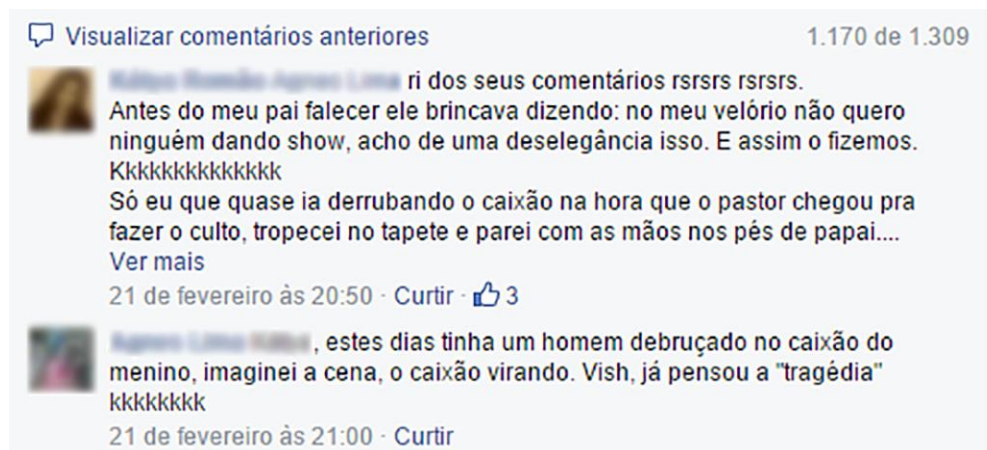 Visualizar comentários anteriores 1.170 de 1.309
ri dos seus comentários rsrsrs rsrsrs.
Antes do meu pai falecer ele brincava dizendo: no meu velório não quero
ninguém dando show, acho de uma deselegância isso. E assim o fizemos.
Kkkkkkkkkkkkkk
Só eu que quase ia derrubando o caixão na hora que o pastor chegou pra
fazer o culto, tropecei no tapete e parei com as mãos nos pés de papai....
Ver mais
21 de fevereiro às 20:50 · Curtir · 3
, estes dias tinha um homem debruçado no caixão do
menino, imaginei a cena, o caixão virando. Vish, já pensou a "tragédia"
kkkkkkkk
21 de fevereiro às 21:00 · Curtir